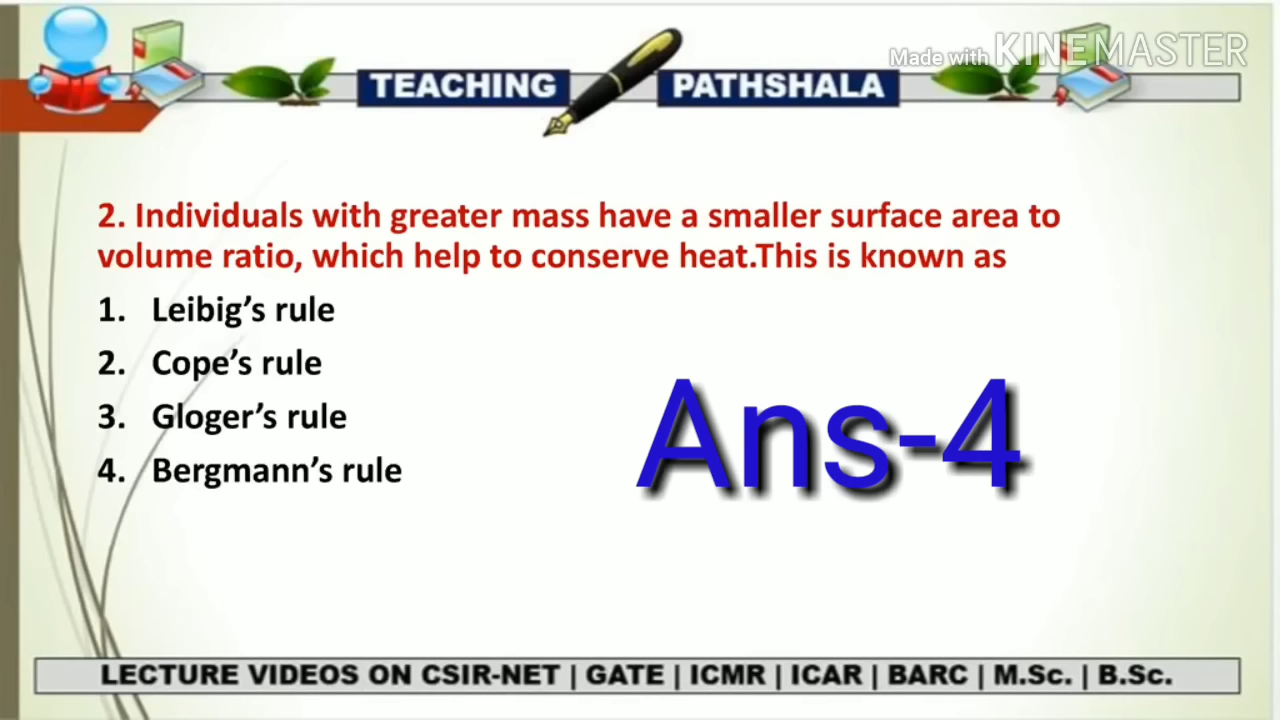 Made with KINEMASTER
TEACHING PATHSHALA
2. Individuals with greater mass have a smaller surface area to
volume ratio, which help to conserve heat.This is known as
1. Leibig’s rule
2. Cope’s rule
3. Gloger’s rule
4. Bergmann’s rule
Ans-4
LECTURE VIDEOS ON CSIR-NET | GATE | ICMR | ICAR | BARC | M.Sc. | B.Sc.